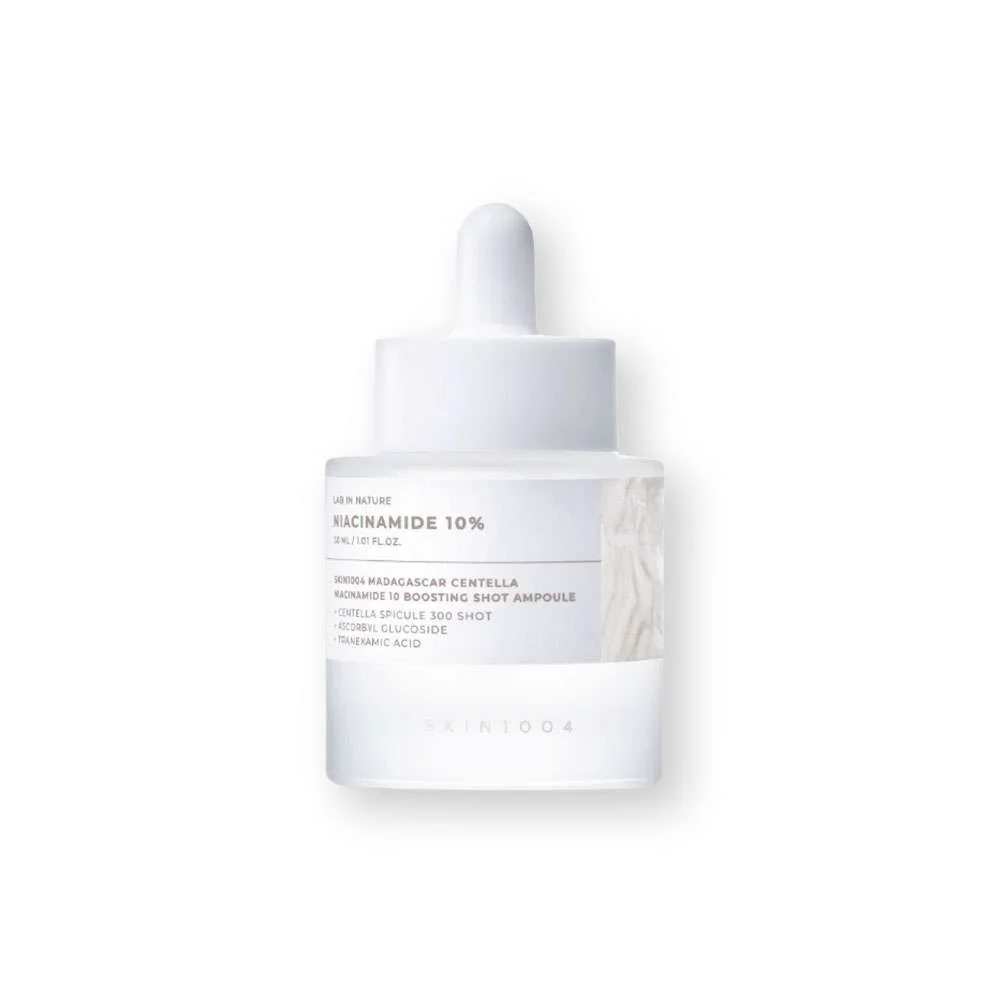 LAB IN NATURE
NIACINAMIDE 10%
30 ML / 1.01 FL.OZ.
SKIN1004 MADAGASCAR CENTELLA
NIACINAMIDE 10 BOOSTING SHOT AMPOULE
• CENTELLA SPICULE 300 SHOT
• ASCORBYL GLUCOSIDE
• TRANEXAMIC ACID
SKIN1004